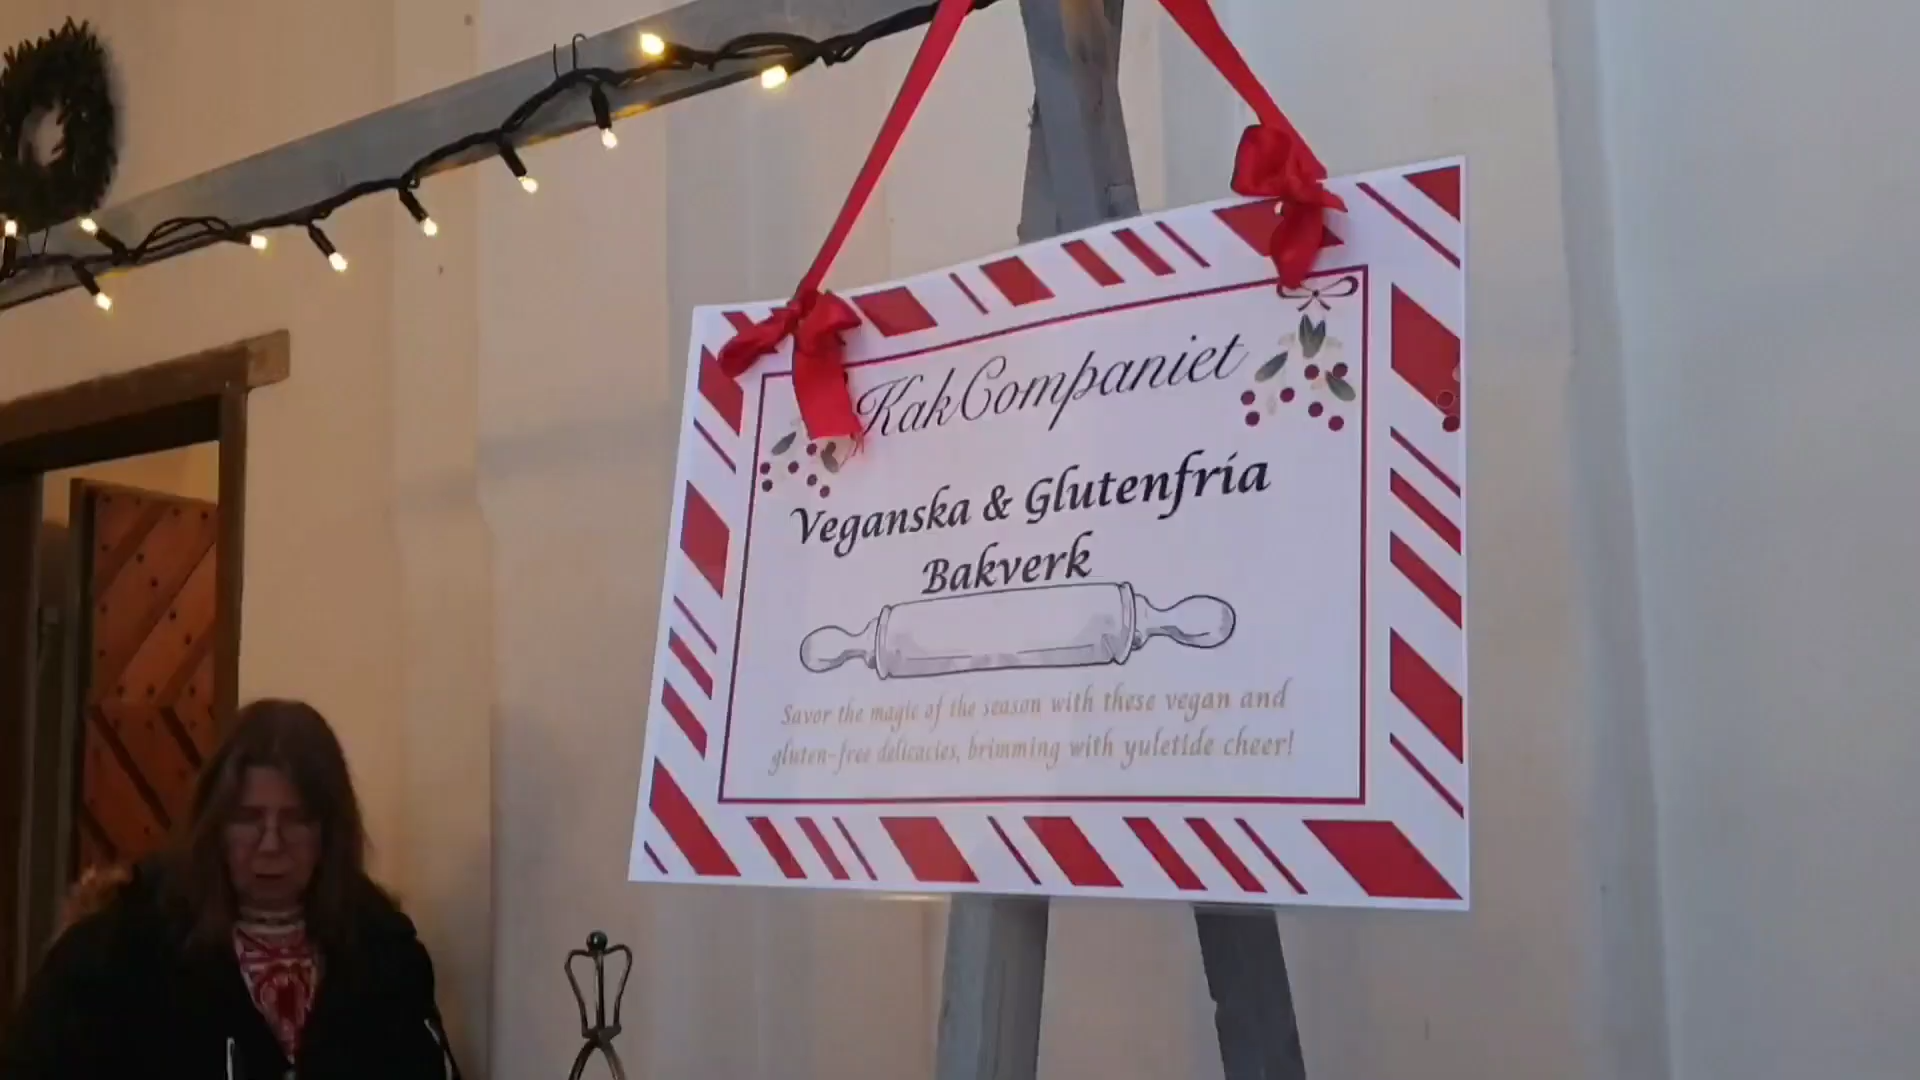 KakCompaniet
Veganska & Glutenfria
Bakverk
Savor the magic of the season with these vegan and
gluten-free delicacies, brimming with yuletide cheer!